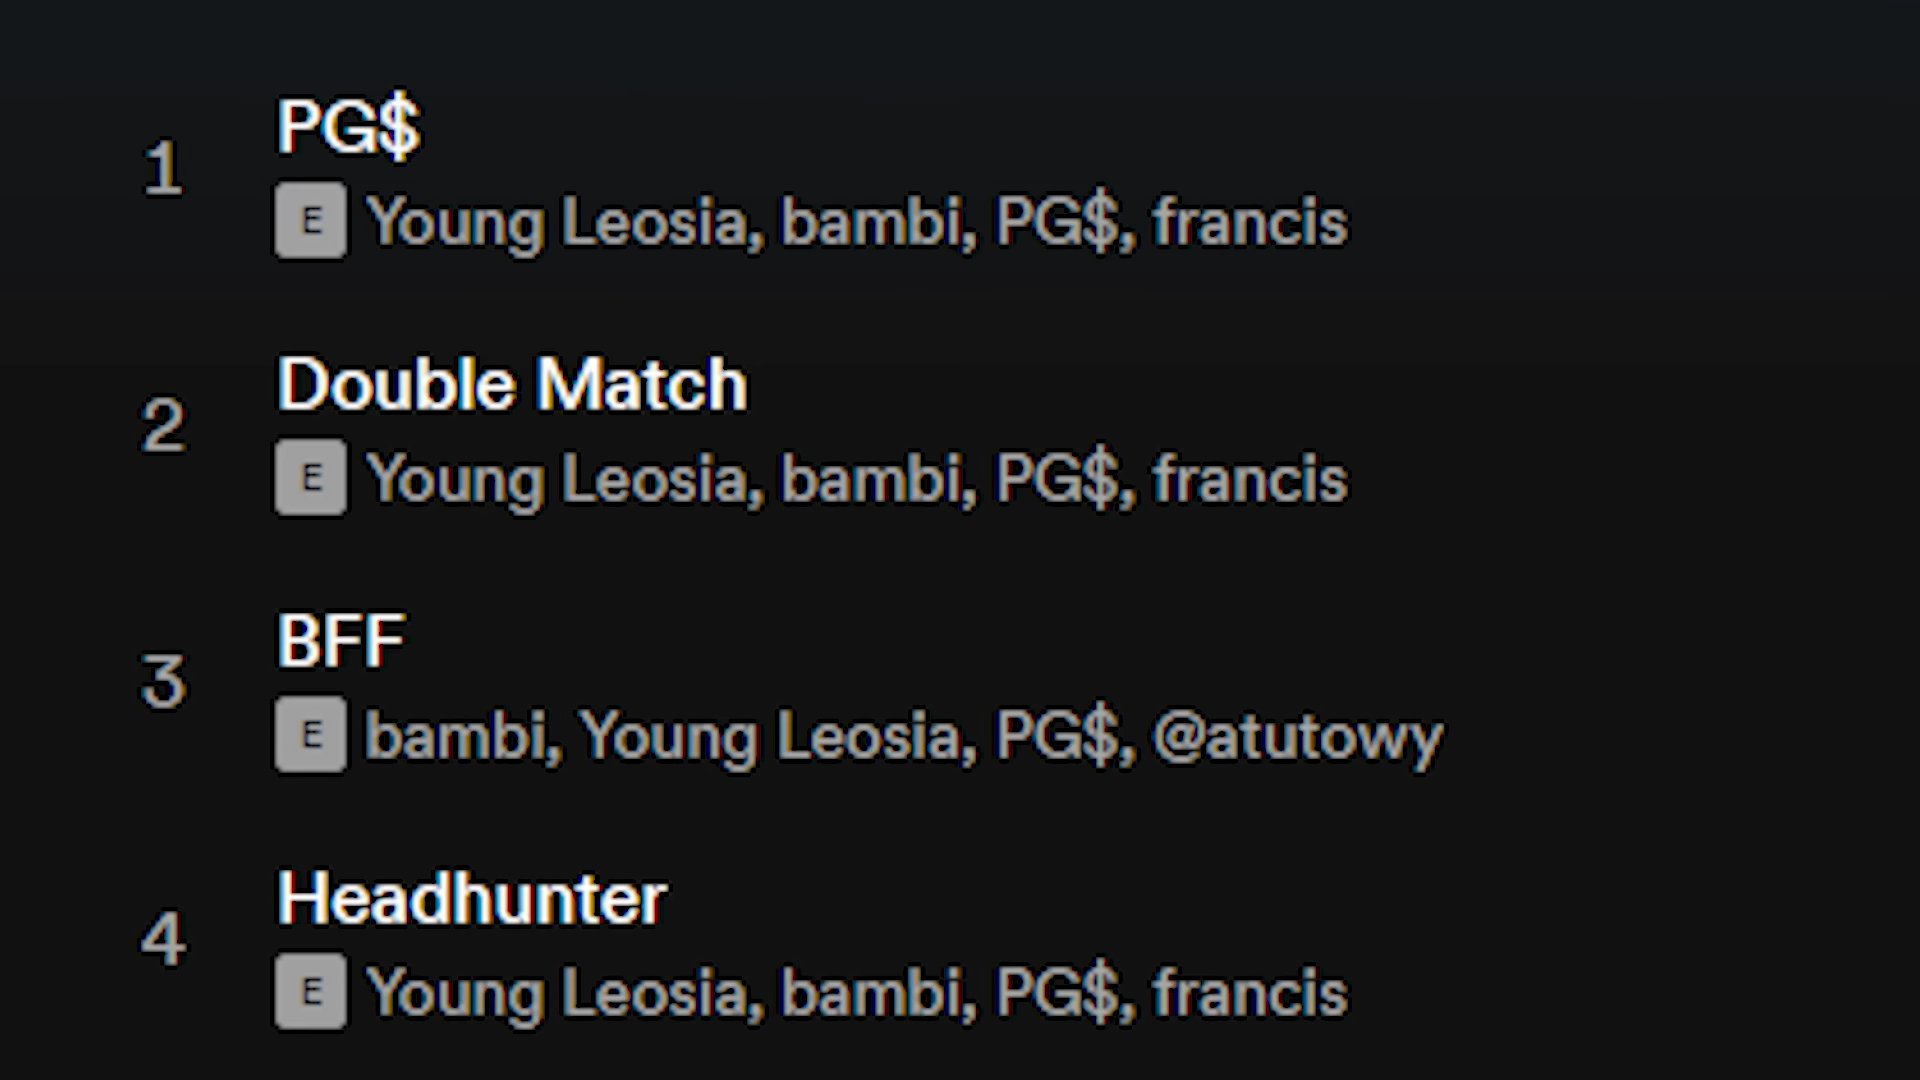 1
PG$
E Young Leosia, bambi, PG$, francis
2
Double Match
E Young Leosia, bambi, PG$, francis
3
BFF
E bambi, Young Leosia, PG$, @atutowy
4
Headhunter
E Young Leosia, bambi, PG$, francis